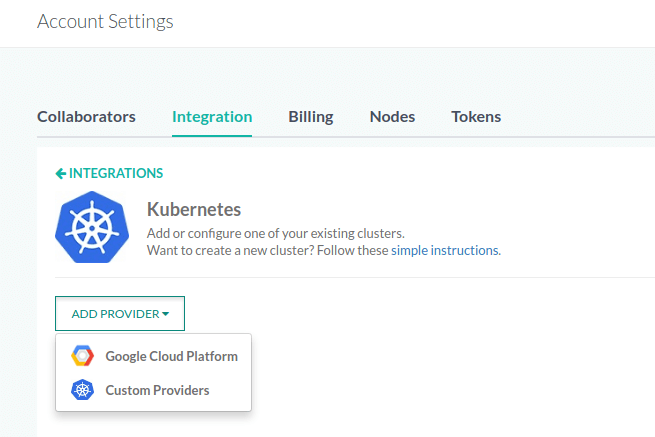 Account Settings
Collaborators Integration Billing Nodes Tokens
INTEGRATIONS
Kubernetes
Add or configure one of your existing clusters.
Want to create a new cluster? Follow these simple instructions.
ADD PROVIDER
Google Cloud Platform
Custom Providers